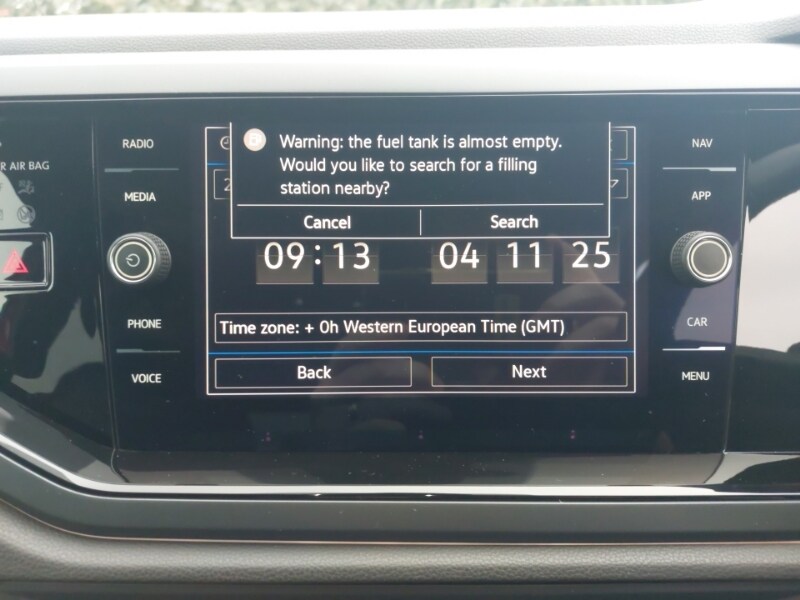 RADIO
MEDIA
PHONE
VOICE
R AIR BAG
Warning: the fuel tank is almost empty.
Would you like to search for a filling
station nearby?
Cancel Search
09:13 04 11 25
Time zone: + 0h Western European Time (GMT)
Back Next
NAV
APP
CAR
MENU